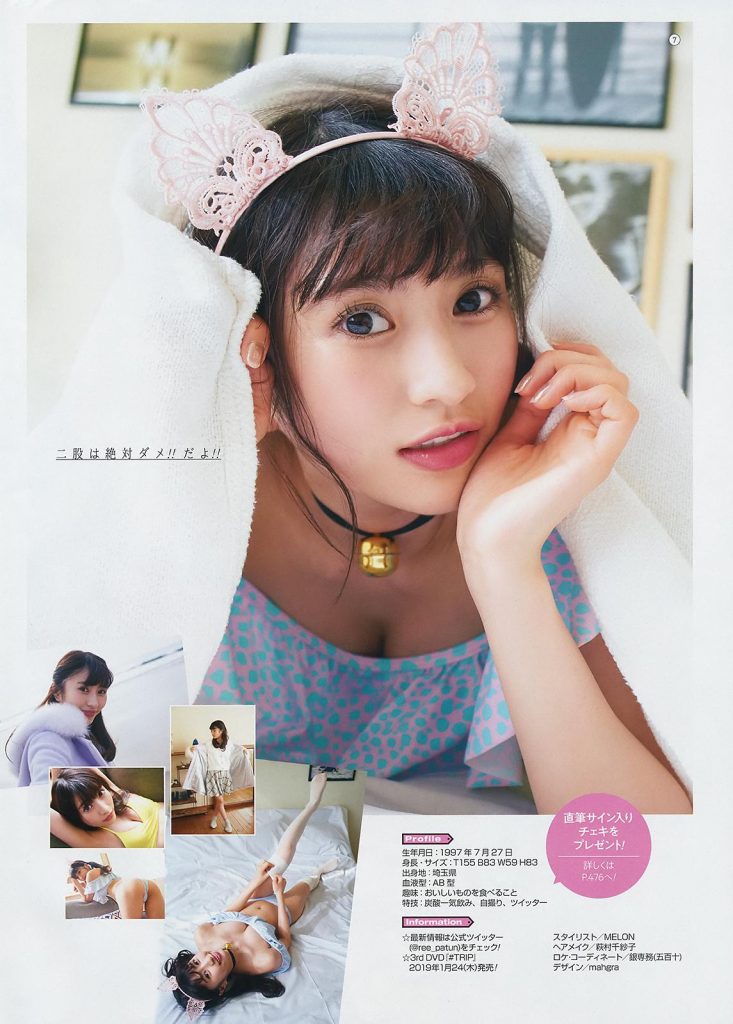 7
二股は絶対ダメ!! だよ!!
直筆サイン入り
チェキを
プレゼント!
詳しくは
P.476へ!
Profile
生年月日:1997年7月27日
身長・サイズ:T155 B83 W59 H83
出身地:埼玉県
血液型:AB型
趣味:おいしいものを食べること
特技:炭酸一気飲み、自撮り、ツイッター
Information
☆最新情報は公式ツイッター
(@ree_patun)をチェック!
☆3rd DVD『#TRIP』
2019年1月24(木)発売!
スタイリスト/MELON
ヘアメイク/萩村千紗子
ロケ・コーディネート/銀専務(五百十)
デザイン/mahgra